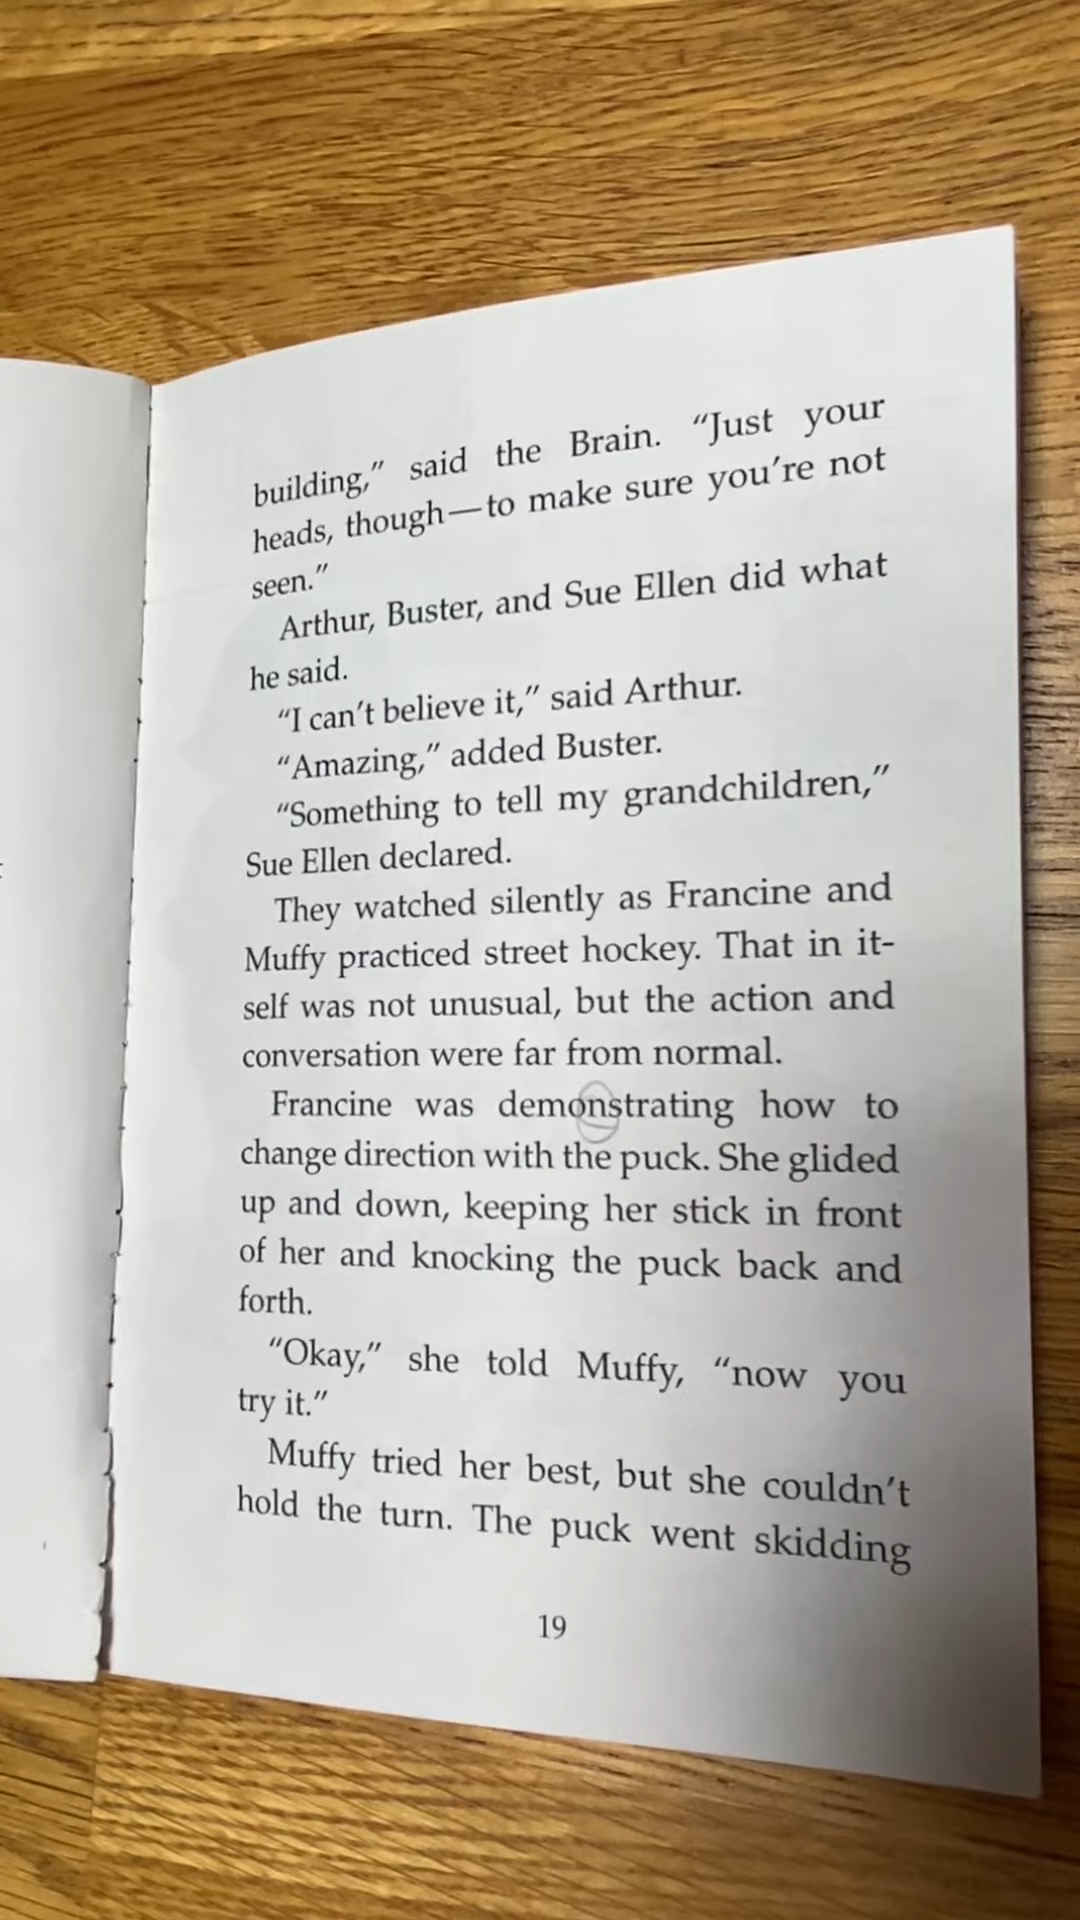 building,” said the Brain. “Just your
heads, though—to make sure you’re not
seen.”
Arthur, Buster, and Sue Ellen did what
he said.
“I can’t believe it,” said Arthur.
“Amazing,” added Buster.
“Something to tell my grandchildren,”
Sue Ellen declared.
They watched silently as Francine and
Muffy practiced street hockey. That in it-
self was not unusual, but the action and
conversation were far from normal.
Francine was demonstrating how to
change direction with the puck. She glided
up and down, keeping her stick in front
of her and knocking the puck back and
forth.
“Okay,” she told Muffy, “now you
try it.”
Muffy tried her best, but she couldn’t
hold the turn. The puck went skidding
19